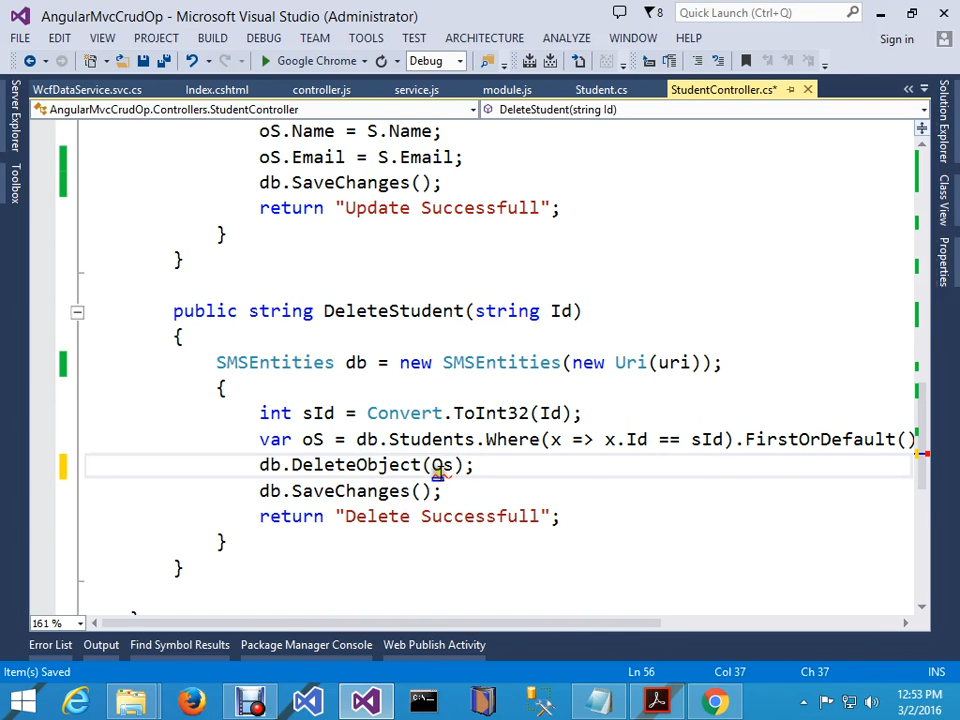 AngularMvcCrudOp - Microsoft Visual Studio (Administrator)
8
Quick Launch (Ctrl+Q)
FILE EDIT VIEW PROJECT BUILD DEBUG TEAM TOOLS TEST ARCHITECTURE ANALYZE WINDOW HELP
Sign in
Google Chrome
Debug
WcfDataService.svc.cs Index.cshtml controller.js service.js module.js Student.cs StudentController.cs*
AngularMvcCrudOp.Controllers.StudentController DeleteStudent(string Id)
Server Explorer
Toolbox
Solution Explorer
Class View
Properties
oS.Name = S.Name;
oS.Email = S.Email;
db.SaveChanges();
return "Update Successfull";
}
}
public string DeleteStudent(string Id)
{
SMSEntities db = new SMSEntities(new Uri(uri));
{
int sId = Convert.ToInt32(Id);
var oS = db.Students.Where(x => x.Id == sId).FirstOrDefault()
db.DeleteObject(Os);
db.SaveChanges();
return "Delete Successfull";
}
}
161 %
Error List Output Find Symbol Results Package Manager Console Web Publish Activity
Item(s) Saved Ln 56 Col 37 Ch 37 INS
12:53 PM
3/2/2016